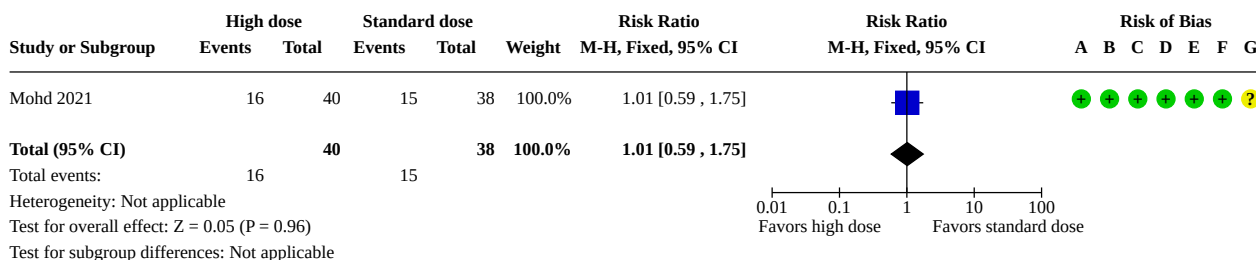 High dose Standard dose Risk Ratio Risk Ratio Risk of Bias
Study or Subgroup Events Total Events Total Weight M-H, Fixed, 95% CI M-H, Fixed, 95% CI A B C D E F G
Mohd 2021 16 40 15 38 100.0% 1.01 [0.59 , 1.75] + + + + + + ?
Total (95% CI) 40 38 100.0% 1.01 [0.59 , 1.75]
Total events: 16 15
Heterogeneity: Not applicable
0.01 0.1 1 10 100
Test for overall effect: Z = 0.05 (P = 0.96) Favors high dose Favors standard dose
Test for subgroup differences: Not applicable